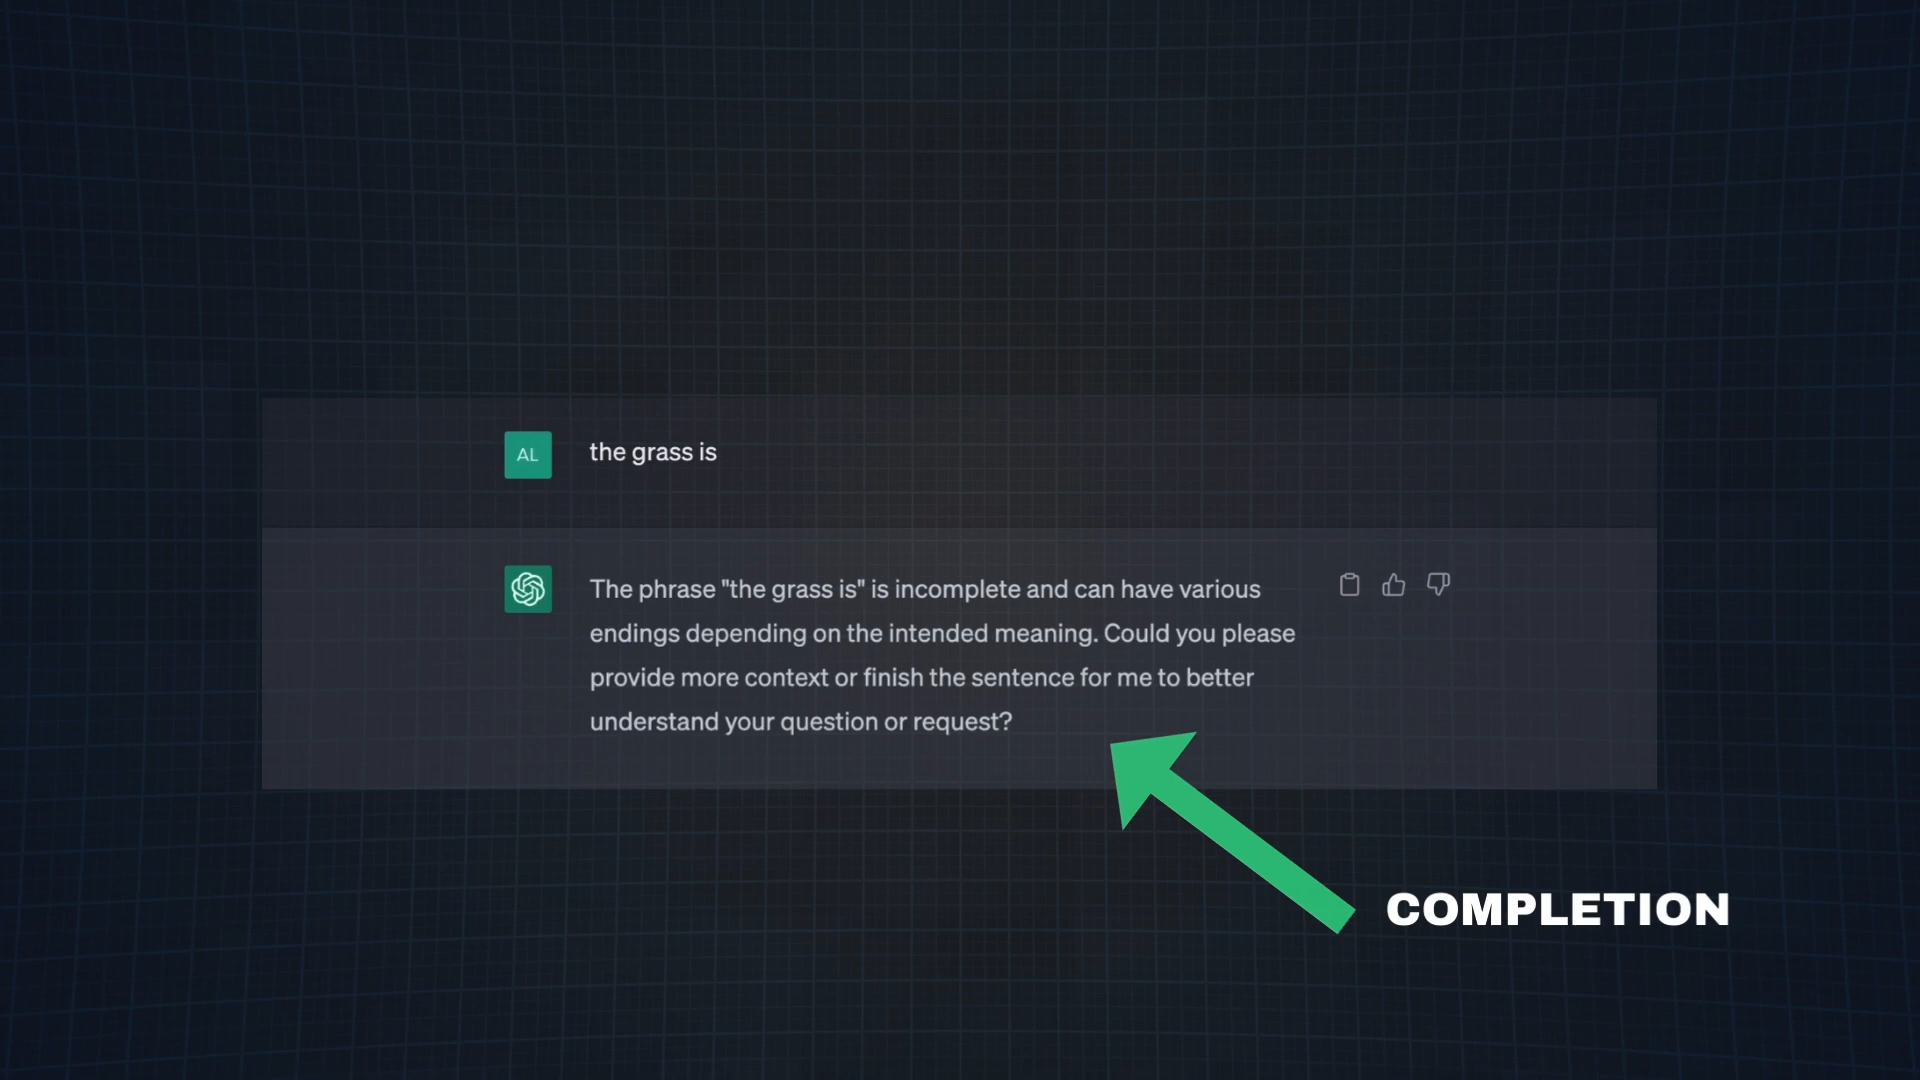 AL
the grass is
The phrase "the grass is" is incomplete and can have various
endings depending on the intended meaning. Could you please
provide more context or finish the sentence for me to better
understand your question or request?
COMPLETION